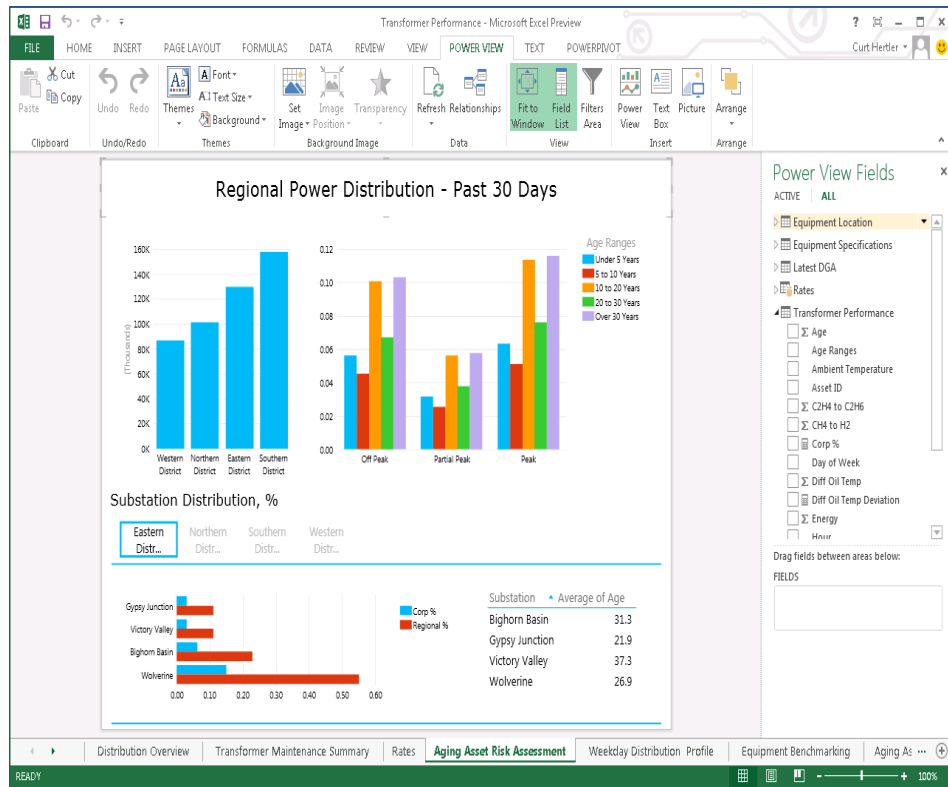 Transformer Performance - Microsoft Excel Preview
?
FILE HOME INSERT PAGE LAYOUT FORMULAS DATA REVIEW VIEW POWER VIEW TEXT POWERPIVOT
Curt Hertler
Paste
Cut
Copy
Clipboard
Undo Redo
Undo/Redo
Themes
Font
Text Size
Background
Themes
Set Image
Image Position
Transparency
Background Image
Refresh
Relationships
Data
Fit to Window
Field List
Filters Area
View
Power View
Text Box
Picture
Insert
Arrange
Arrange
Regional Power Distribution - Past 30 Days
160K
140K
120K
100K
80K
60K
40K
20K
0K
(Thousands)
Western District
Northern District
Eastern District
Southern District
0.12
0.10
0.08
0.06
0.04
0.02
0.00
Off Peak Partial Peak Peak
Age Ranges
Under 5 Years
5 to 10 Years
10 to 20 Years
20 to 30 Years
Over 30 Years
Substation Distribution, %
Eastern Distr...
Northern Distr...
Southern Distr...
Western Distr...
Gypsy Junction
Victory Valley
Bighorn Basin
Wolverine
0.00 0.10 0.20 0.30 0.40 0.50 0.60
Corp %
Regional %
Substation Average of Age
Bighorn Basin 31.3
Gypsy Junction 21.9
Victory Valley 37.3
Wolverine 26.9
Power View Fields
ACTIVE ALL
Equipment Location
Equipment Specifications
Latest DGA
Rates
Transformer Performance
Σ Age
Age Ranges
Ambient Temperature
Asset ID
Σ C2H4 to C2H6
Σ CH4 to H2
Corp %
Day of Week
Σ Diff Oil Temp
Diff Oil Temp Deviation
Σ Energy
Hour
Drag fields between areas below:
FIELDS
Distribution Overview Transformer Maintenance Summary Rates Aging Asset Risk Assessment Weekday Distribution Profile Equipment Benchmarking Aging As ...
READY
100%